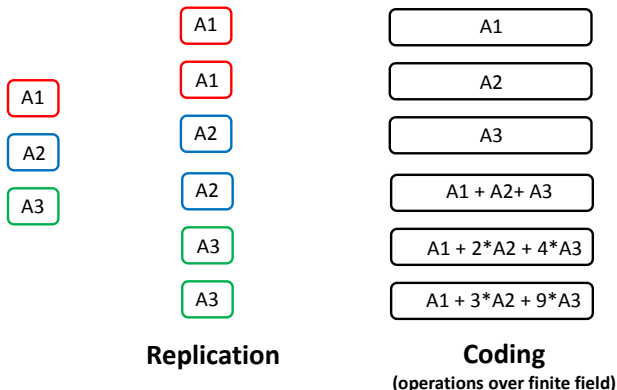 A1
A2
A3
A1
A1
A2
A2
A3
A3
Replication
A1
A2
A3
A1 + A2+ A3
A1 + 2*A2 + 4*A3
A1 + 3*A2 + 9*A3
Coding
(operations over finite field)